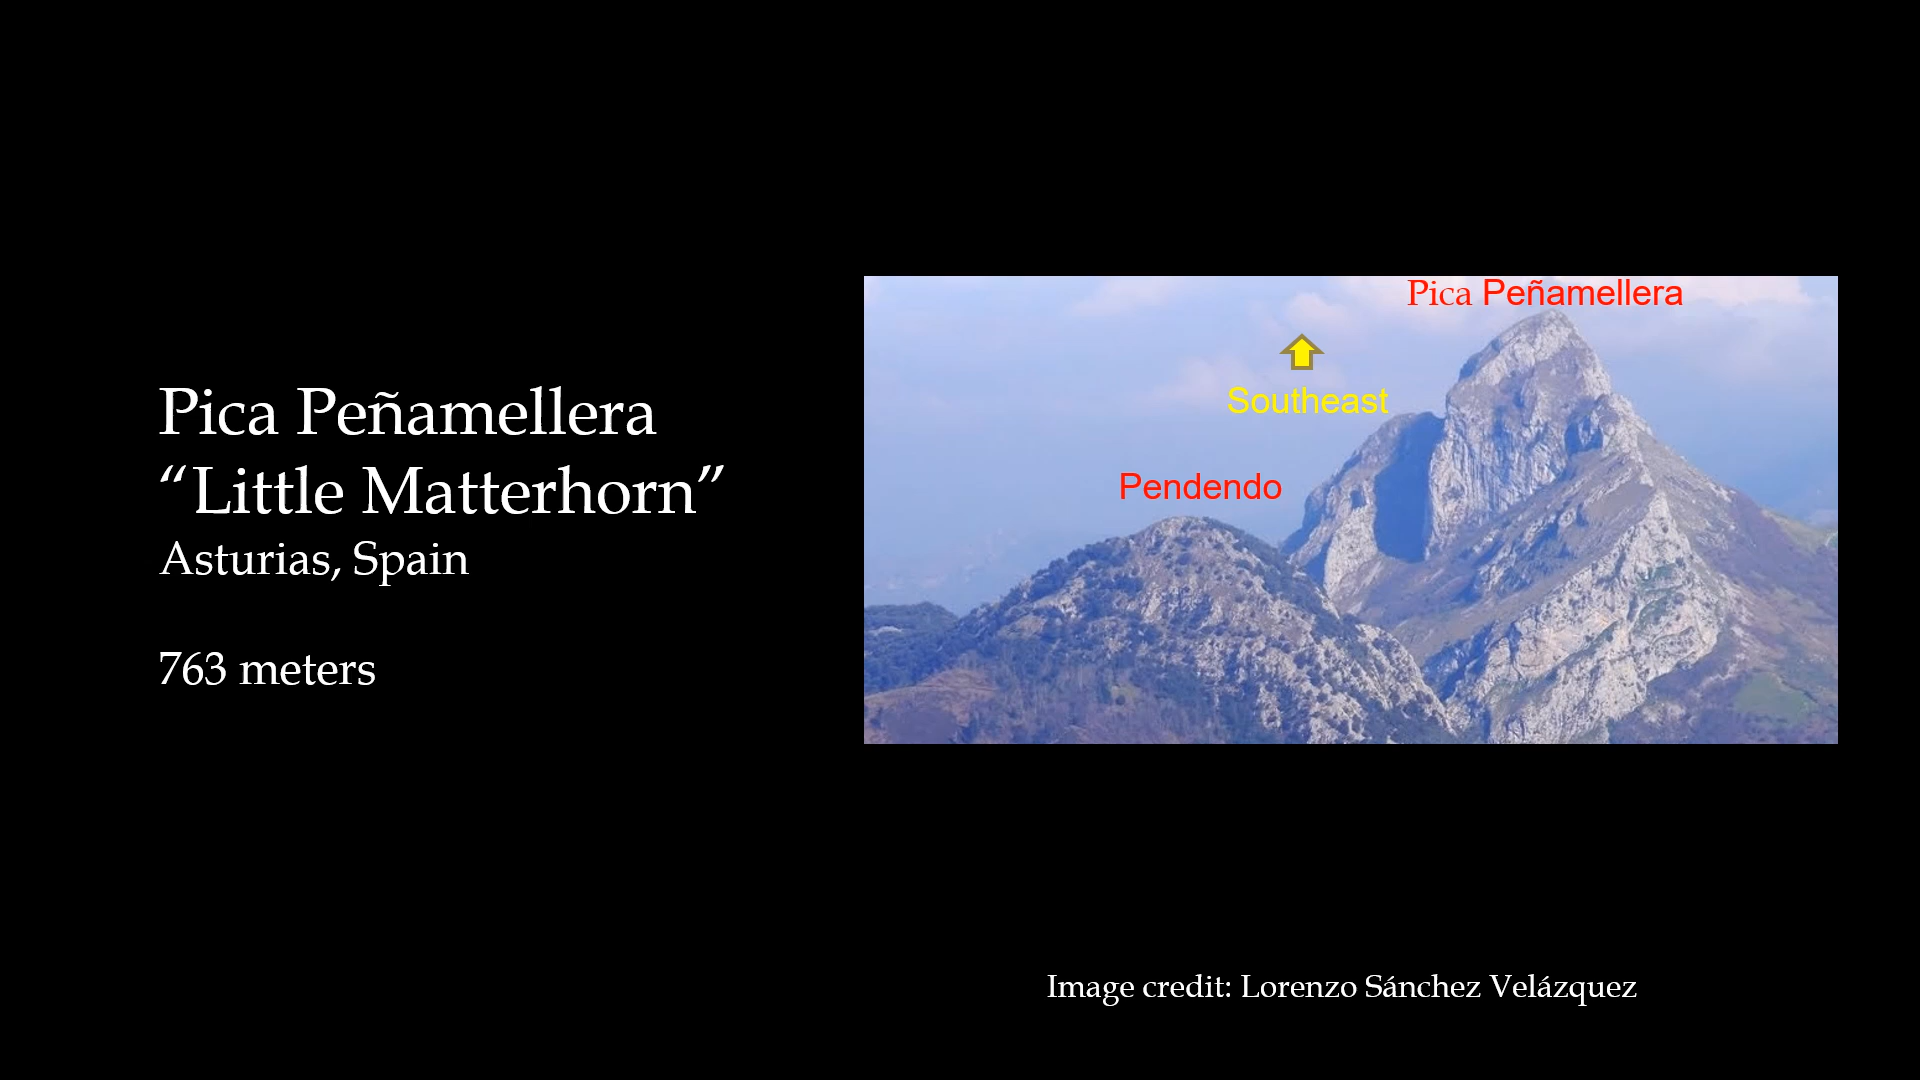 Pica Peñamellera
“Little Matterhorn”
Asturias, Spain
763 meters
Pica Peñamellera
Southeast
Pendendo
Image credit: Lorenzo Sánchez Velázquez